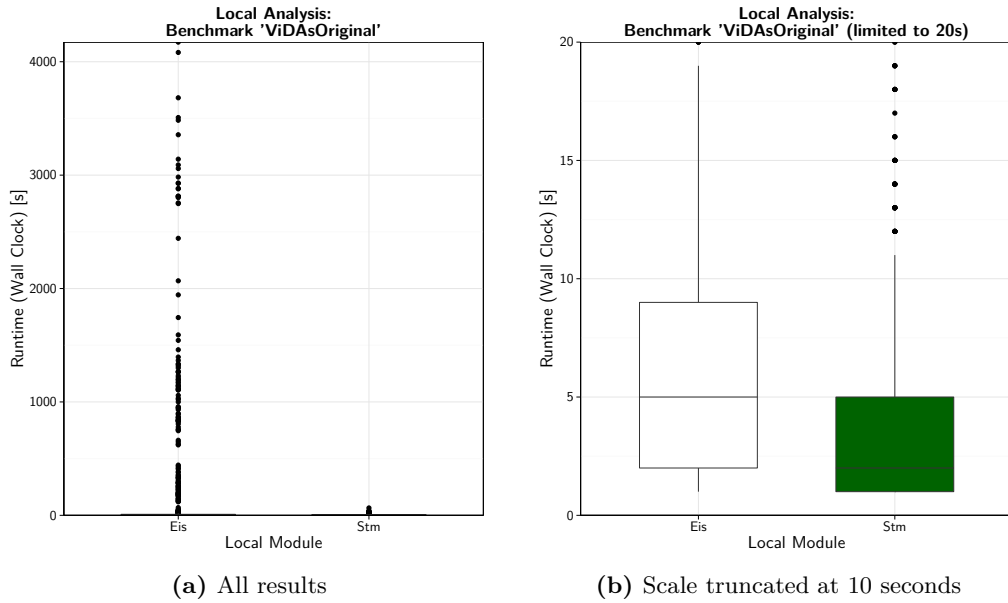 Local Analysis:
Benchmark 'ViDAsOriginal'
4000
3000
2000
1000
0
Runtime (Wall Clock) [s]
Eis
Stm
Local Module
(a) All results
Local Analysis:
Benchmark 'ViDAsOriginal' (limited to 20s)
20
15
10
5
0
Runtime (Wall Clock) [s]
Eis
Stm
Local Module
(b) Scale truncated at 10 seconds